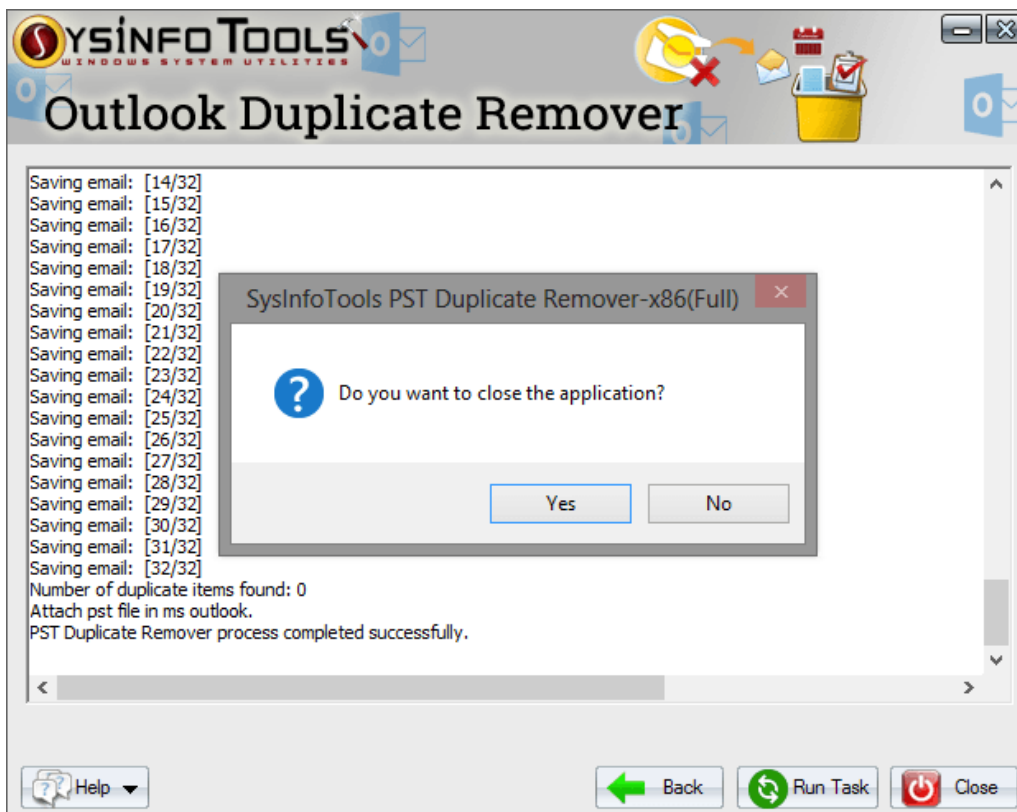 SYSINFOTOOLS
WINDOWS SYSTEM UTILITIES
Outlook Duplicate Remover
Saving email: [14/32]
Saving email: [15/32]
Saving email: [16/32]
Saving email: [17/32]
Saving email: [18/32]
Saving email: [19/32]
Saving email: [20/32]
Saving email: [21/32]
Saving email: [22/32]
Saving email: [23/32]
Saving email: [24/32]
Saving email: [25/32]
Saving email: [26/32]
Saving email: [27/32]
Saving email: [28/32]
Saving email: [29/32]
Saving email: [30/32]
Saving email: [31/32]
Saving email: [32/32]
Number of duplicate items found: 0
Attach pst file in ms outlook.
PST Duplicate Remover process completed successfully.
SysInfoTools PST Duplicate Remover-x86(Full)
Do you want to close the application?
Yes No
Help Back Run Task Close